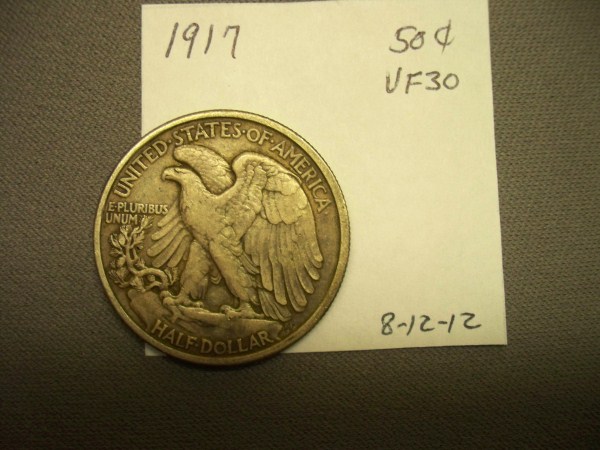 1917 50¢
VF30
UNITED·STATES·OF·AMERICA
E·PLURIBUS
UNUM
HALF·DOLLAR
8-12-12